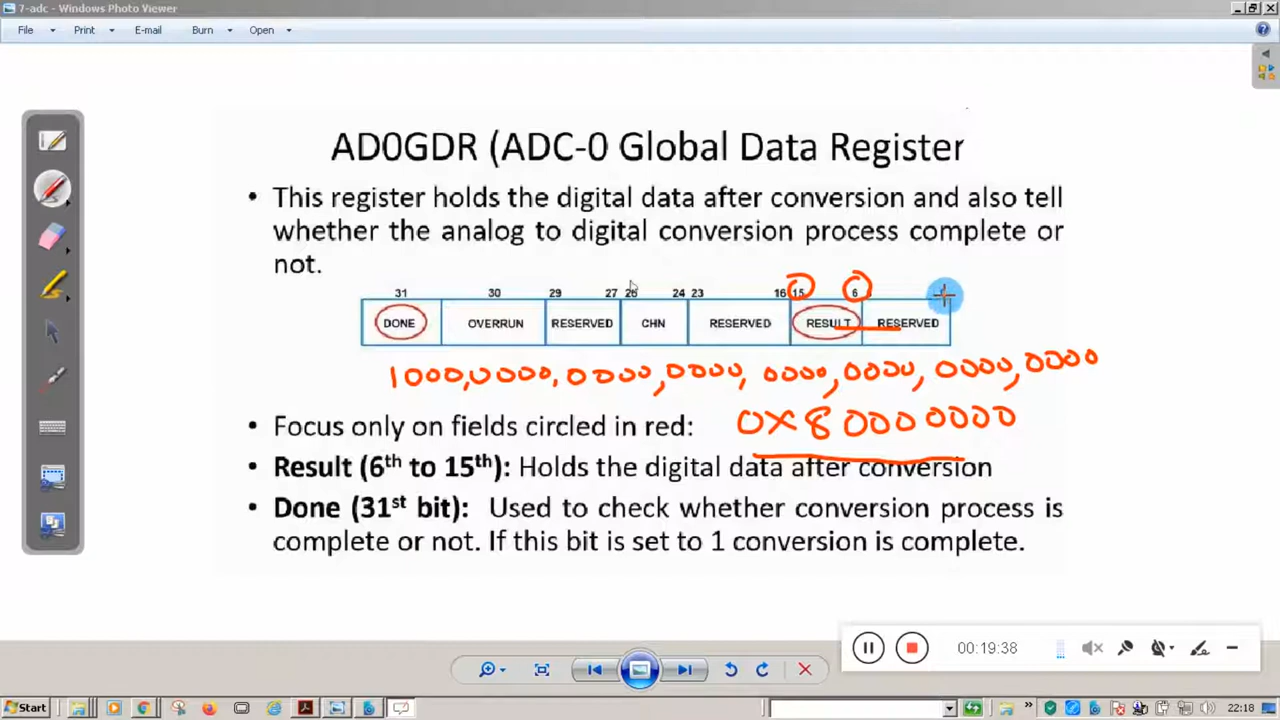 7-adc - Windows Photo Viewer
File Print E-mail Burn Open
AD0GDR (ADC-0 Global Data Register
• This register holds the digital data after conversion and also tell
whether the analog to digital conversion process complete or
not.
31 30 29 27 26 24 23 16 15 6
DONE OVERRUN RESERVED CHN RESERVED RESULT RESERVED
1000,0000,0000,0000,0000,0000,0000,0000
• Focus only on fields circled in red: 0X80000000
• Result (6th to 15th): Holds the digital data after conversion
• Done (31st bit): Used to check whether conversion process is
complete or not. If this bit is set to 1 conversion is complete.
00:19:38
Start 22:18